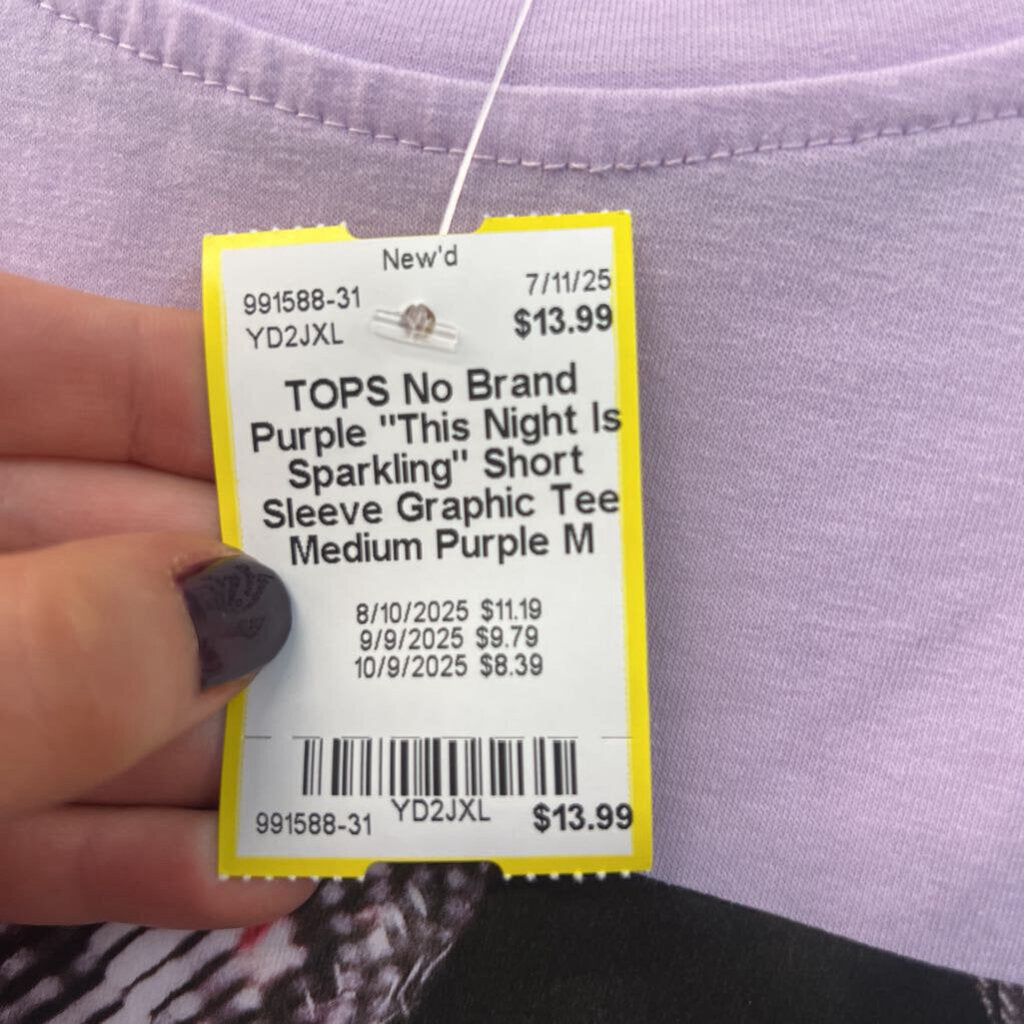 New'd
991588-31 7/11/25
YD2JXL $13.99
TOPS No Brand
Purple "This Night Is
Sparkling" Short
Sleeve Graphic Tee
Medium Purple M
8/10/2025 $11.19
9/9/2025 $9.79
10/9/2025 $8.39
991588-31 YD2JXL $13.99